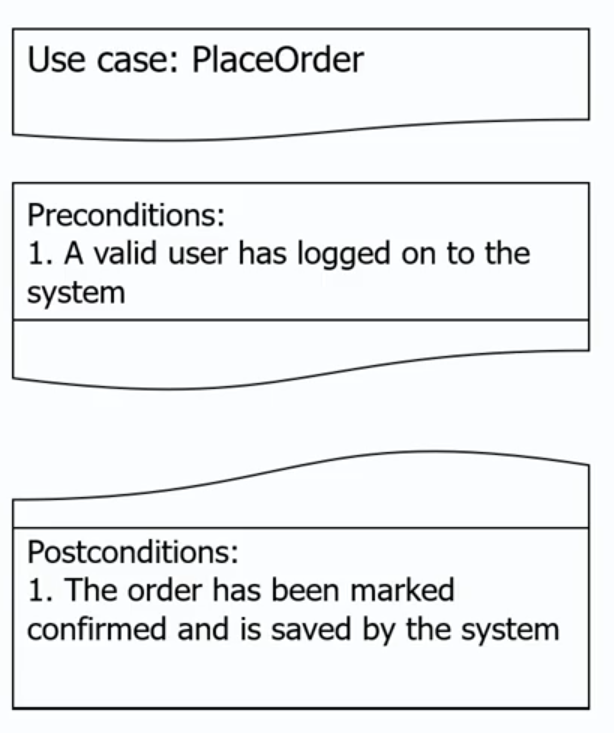 Use case: PlaceOrder
Preconditions:
1. A valid user has logged on to the
system
Postconditions:
1. The order has been marked
confirmed and is saved by the system